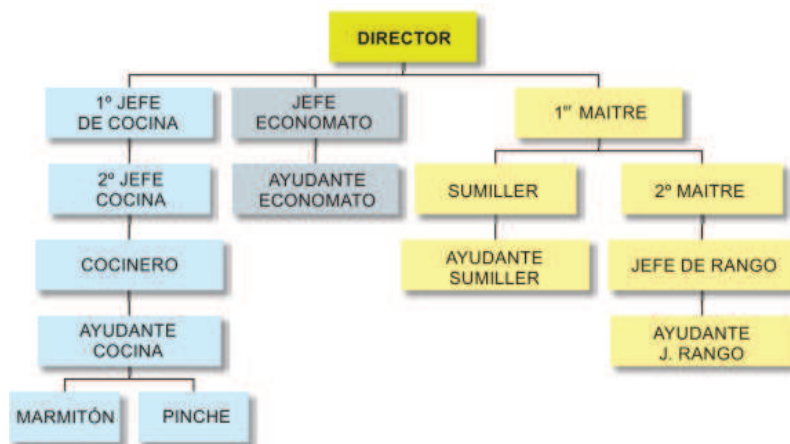 DIRECTOR
1º JEFE
DE COCINA
JEFE
ECONOMATO
1er MAITRE
2º JEFE
COCINA
AYUDANTE
ECONOMATO
SUMILLER
2º MAITRE
COCINERO
AYUDANTE
SUMILLER
JEFE DE RANGO
AYUDANTE
COCINA
AYUDANTE
J. RANGO
MARMITÓN
PINCHE